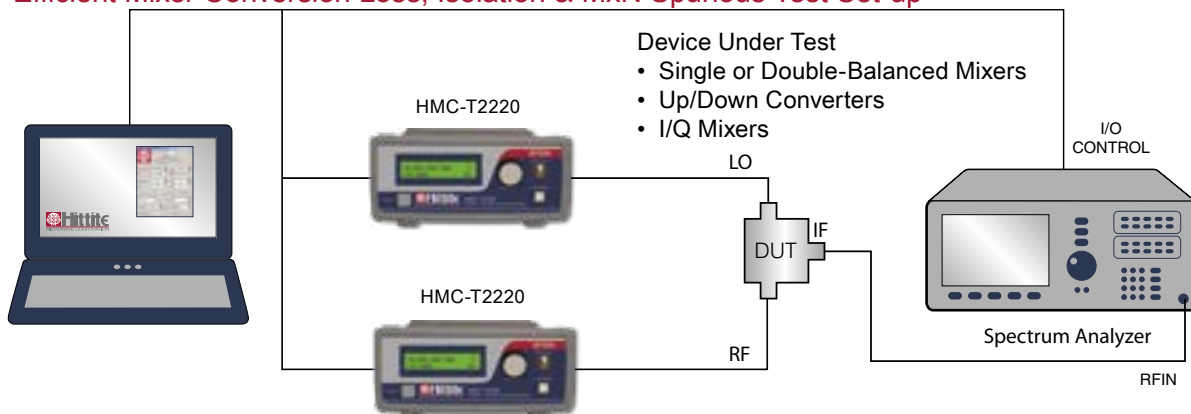 Efficient Mixer Conversion Loss, Isolation & MxN Spurious Test Set-up
Device Under Test
• Single or Double-Balanced Mixers
• Up/Down Converters
• I/Q Mixers
HMC-T2220
I/O
CONTROL
LO
Hittite
IF
DUT
HMC-T2220
RF
Spectrum Analyzer
RFIN